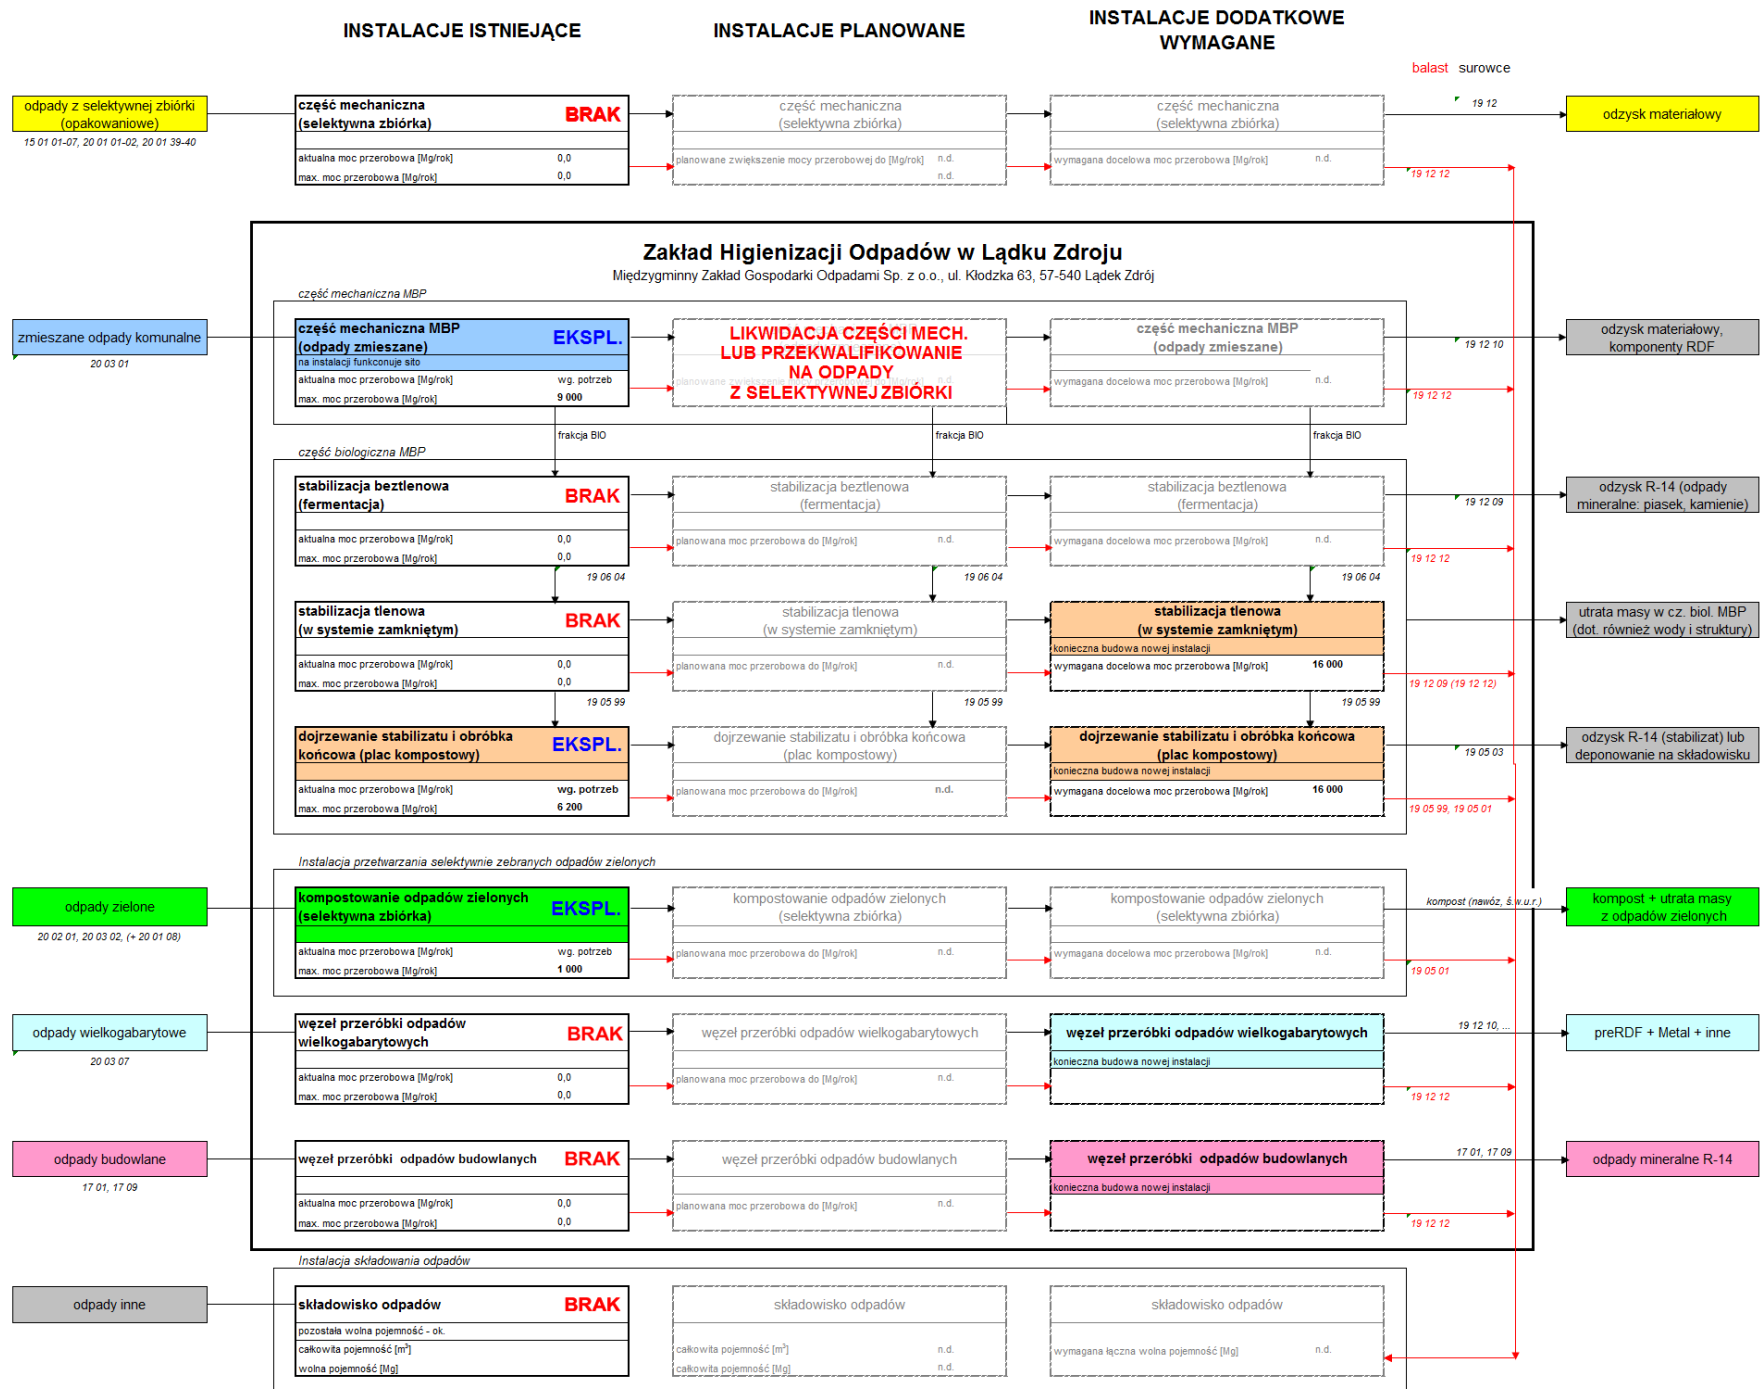 INSTALACJE ISTNIEJĄCE
INSTALACJE PLANOWANE
INSTALACJE DODATKOWE
WYMAGANE
balast surowce
odpady z selektywnej zbiórki
(opakowaniowe)
15 01 01-07, 20 01 01-02, 20 01 39-40
część mechaniczna
(selektywna zbiórka)
BRAK
aktualna moc przerobowa [Mg/rok] 0,0
max. moc przerobowa [Mg/rok] 0,0
część mechaniczna
(selektywna zbiórka)
planowane zwiększenie mocy przerobowej do [Mg/rok] n.d.
n.d.
część mechaniczna
(selektywna zbiórka)
wymagana docelowa moc przerobowa [Mg/rok] n.d.
19 12
19 12 12
odzysk materiałowy
Zakład Higienizacji Odpadów w Lądku Zdroju
Międzygminny Zakład Gospodarki Odpadami Sp. z o.o., ul. Kłodzka 63, 57-540 Lądek Zdrój
część mechaniczna MBP
zmieszane odpady komunalne
20 03 01
część mechaniczna MBP
(odpady zmieszane)
EKSPL.
na instalacji funkconuje sito
aktualna moc przerobowa [Mg/rok] wg. potrzeb
max. moc przerobowa [Mg/rok] 9 000
LIKWIDACJA CZĘŚCI MECH.
LUB PRZEKWALIFIKOWANIE
NA ODPADY
Z SELEKTYWNEJ ZBIÓRKI
planowane zwiększenie mocy przerobowej do [Mg/rok] n.d.
część mechaniczna MBP
(odpady zmieszane)
wymagana docelowa moc przerobowa [Mg/rok] n.d.
19 12 10
19 12 12
odzysk materiałowy,
komponenty RDF
frakcja BIO
frakcja BIO
frakcja BIO
część biologiczna MBP
stabilizacja beztlenowa
(fermentacja)
BRAK
aktualna moc przerobowa [Mg/rok] 0,0
max. moc przerobowa [Mg/rok] 0,0
stabilizacja beztlenowa
(fermentacja)
planowana moc przerobowa do [Mg/rok] n.d.
stabilizacja beztlenowa
(fermentacja)
wymagana docelowa moc przerobowa [Mg/rok] n.d.
19 12 09
19 12 12
odzysk R-14 (odpady
mineralne: piasek, kamienie)
19 06 04
19 06 04
19 06 04
stabilizacja tlenowa
(w systemie zamkniętym)
BRAK
aktualna moc przerobowa [Mg/rok] 0,0
max. moc przerobowa [Mg/rok] 0,0
stabilizacja tlenowa
(w systemie zamkniętym)
planowana moc przerobowa do [Mg/rok] n.d.
stabilizacja tlenowa
(w systemie zamkniętym)
konieczna budowa nowej instalacji
wymagana docelowa moc przerobowa [Mg/rok] 16 000
19 12 09 (19 12 12)
utrata masy w cz. biol. MBP
(dot. również wody i struktury)
19 05 99
19 05 99
19 05 99
dojrzewanie stabilizatu i obróbka
końcowa (plac kompostowy)
EKSPL.
aktualna moc przerobowa [Mg/rok] wg. potrzeb
max. moc przerobowa [Mg/rok] 6 200
dojrzewanie stabilizatu i obróbka końcowa
(plac kompostowy)
planowana moc przerobowa do [Mg/rok] n.d.
dojrzewanie stabilizatu i obróbka końcowa
(plac kompostowy)
konieczna budowa nowej instalacji
wymagana docelowa moc przerobowa [Mg/rok] 16 000
19 05 03
19 05 99, 19 05 01
odzysk R-14 (stabilizat) lub
deponowanie na składowisku
Instalacja przetwarzania selektywnie zebranych odpadów zielonych
odpady zielone
20 02 01, 20 03 02, (+ 20 01 08)
kompostowanie odpadów zielonych
(selektywna zbiórka)
EKSPL.
aktualna moc przerobowa [Mg/rok] wg. potrzeb
max. moc przerobowa [Mg/rok] 1 000
kompostowanie odpadów zielonych
(selektywna zbiórka)
planowana moc przerobowa do [Mg/rok] n.d.
kompostowanie odpadów zielonych
(selektywna zbiórka)
wymagana docelowa moc przerobowa [Mg/rok] n.d.
kompost (nawóz, ś.w.u.r.)
19 05 01
kompost + utrata masy
z odpadów zielonych
odpady wielkogabarytowe
20 03 07
węzeł przeróbki odpadów
wielkogabarytowych
BRAK
aktualna moc przerobowa [Mg/rok] 0,0
max. moc przerobowa [Mg/rok] 0,0
węzeł przeróbki odpadów wielkogabarytowych
planowana moc przerobowa do [Mg/rok] n.d.
węzeł przeróbki odpadów wielkogabarytowych
konieczna budowa nowej instalacji
19 12 10, ...
19 12 12
preRDF + Metal + inne
odpady budowlane
17 01, 17 09
węzeł przeróbki odpadów budowlanych
BRAK
aktualna moc przerobowa [Mg/rok] 0,0
max. moc przerobowa [Mg/rok] 0,0
węzeł przeróbki odpadów budowlanych
planowana moc przerobowa do [Mg/rok] n.d.
węzeł przeróbki odpadów budowlanych
konieczna budowa nowej instalacji
17 01, 17 09
19 12 12
odpady mineralne R-14
Instalacja składowania odpadów
odpady inne
składowisko odpadów
BRAK
pozostała wolna pojemność - ok.
całkowita pojemność [m³]
wolna pojemność [Mg]
składowisko odpadów
całkowita pojemność [m³] n.d.
całkowita pojemność [Mg] n.d.
składowisko odpadów
wymagana łączna wolna pojemność [Mg] n.d.